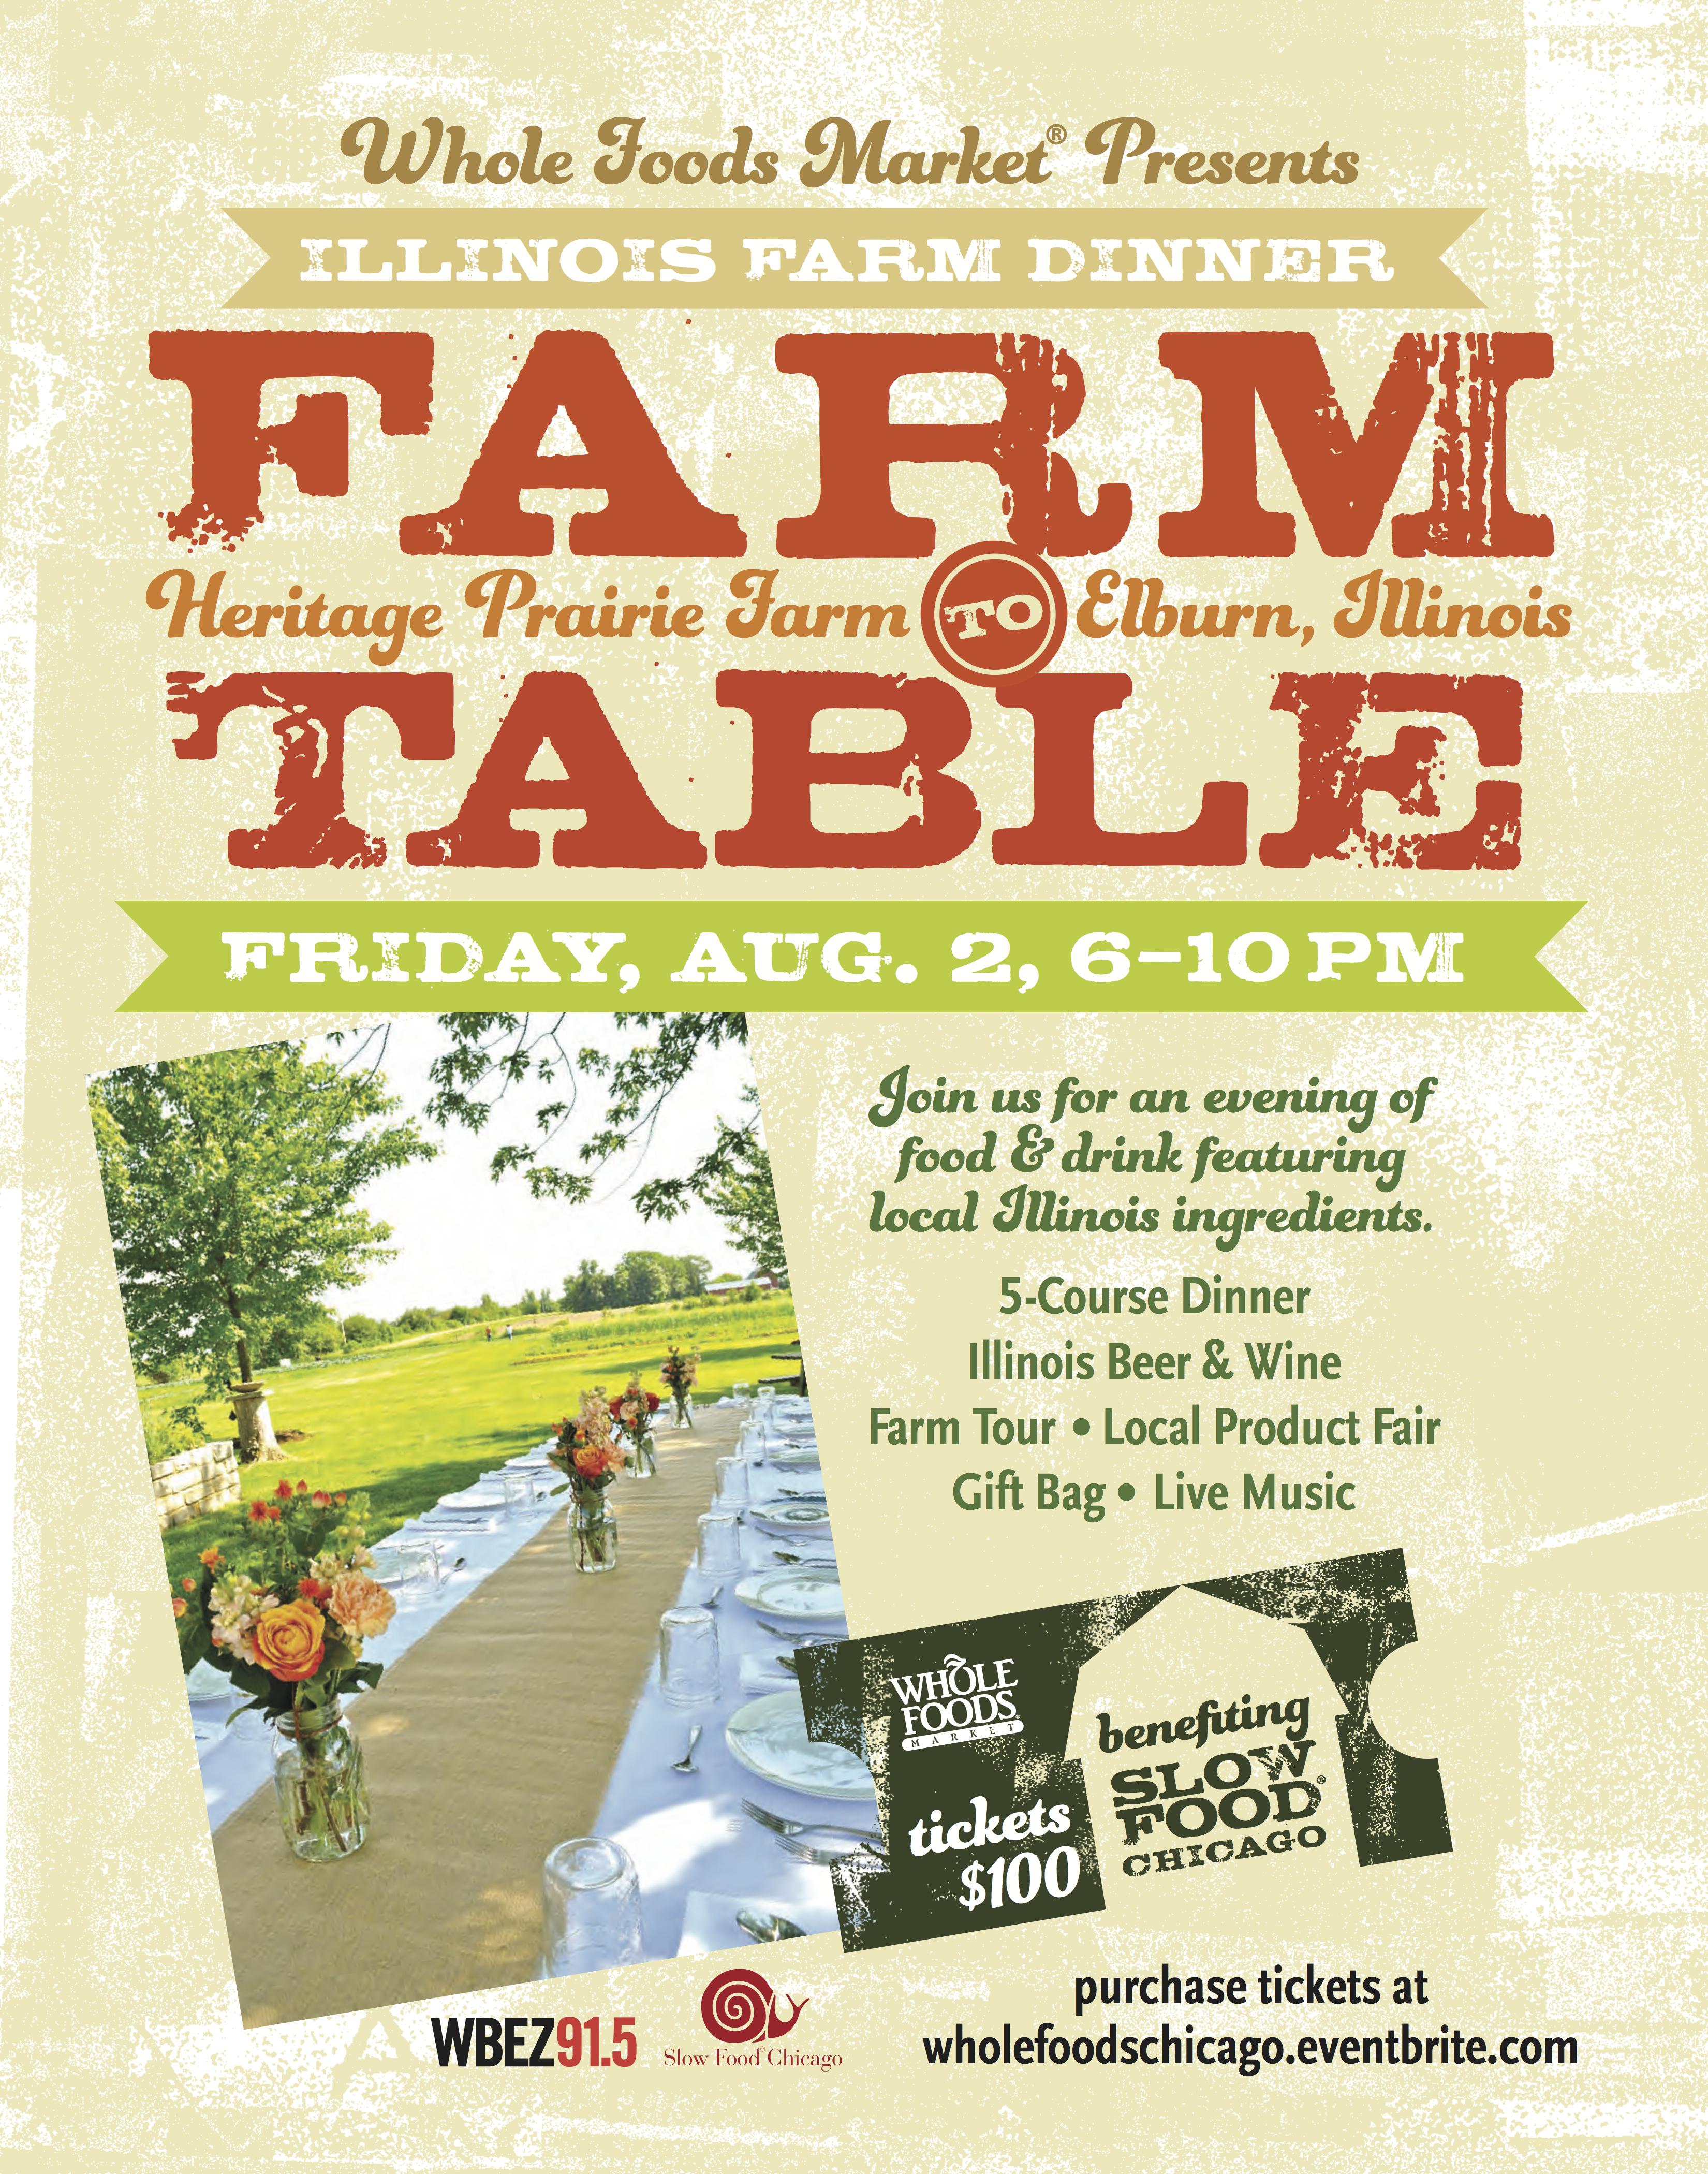 Whole Foods Market® Presents
ILLINOIS FARM DINNER
FARM
Heritage Prairie Farm TO Elburn, Illinois
TABLE
FRIDAY, AUG. 2, 6–10 PM
Join us for an evening of
food & drink featuring
local Illinois ingredients.
5-Course Dinner
Illinois Beer & Wine
Farm Tour • Local Product Fair
Gift Bag • Live Music
WHOLE
FOODS
MARKET
tickets
$100
benefiting
SLOW
FOOD®
CHICAGO
WBEZ91.5
Slow Food® Chicago
purchase tickets at
wholefoodschicago.eventbrite.com